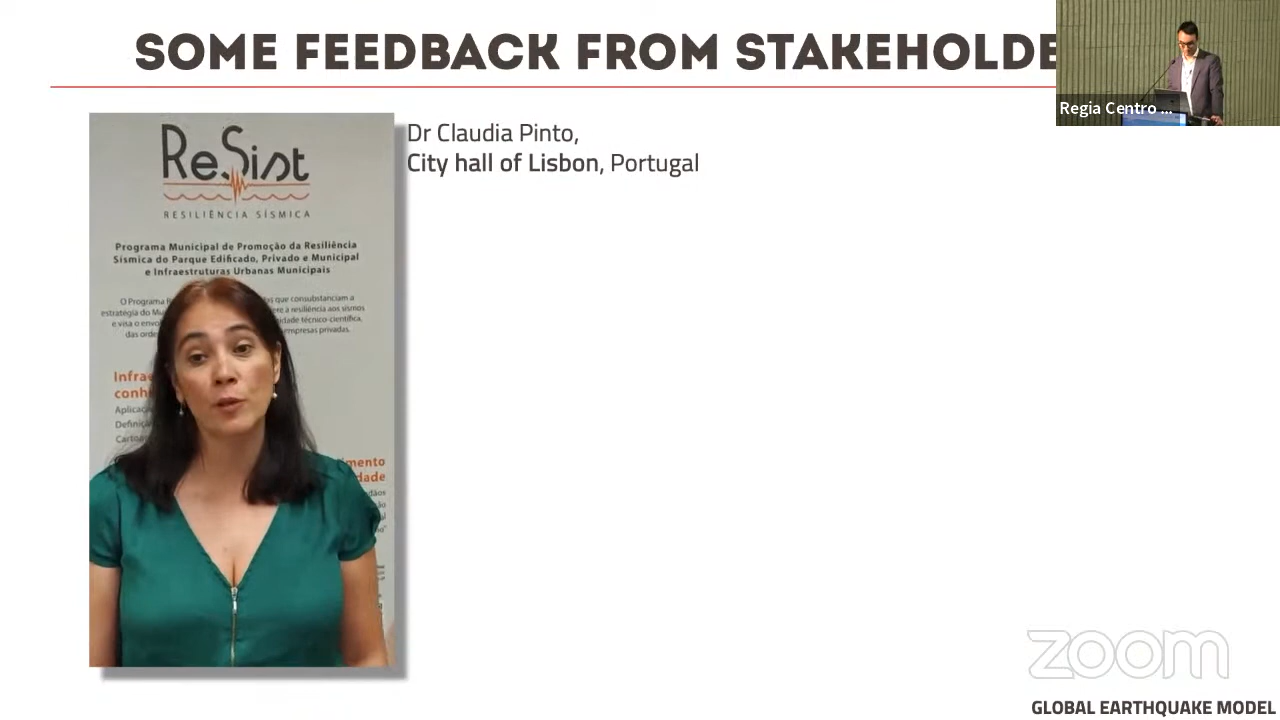 SOME FEEDBACK FROM STAKEHOLDE
Regia Centro ...
Dr Claudia Pinto,
City hall of Lisbon, Portugal
ReSist
RESILIÊNCIA SÍSMICA
Programa Municipal de Promoção da Resiliência
Sísmica do Parque Edificado, Privado e Municipal
e Infraestruturas Urbanas Municipais
O Programa
que consubstanciam a
estratégia do
resiliência aos sismos
e visa o
técnico-científica,
das
empresas privadas.
zoom
GLOBAL EARTHQUAKE MODEL